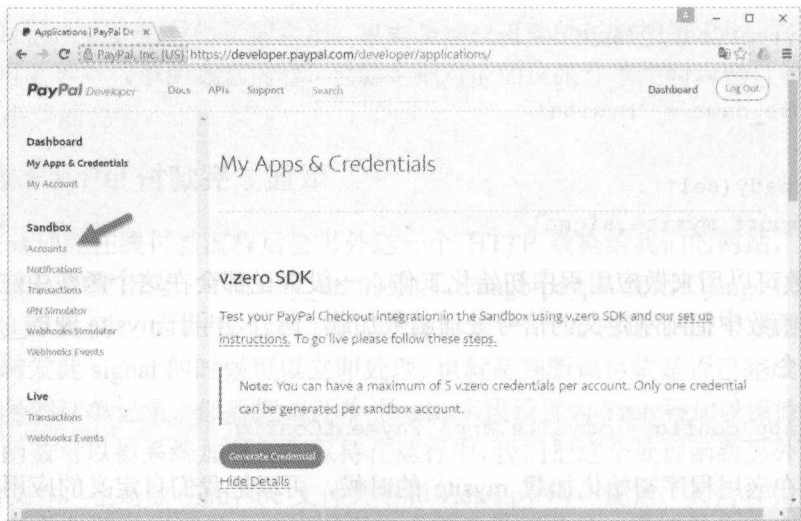 Applications | PayPal De
PayPal, Inc. [US] https://developer.paypal.com/developer/applications/
PayPal Developer Docs APIs Support Search Dashboard Log Out
Dashboard
My Apps & Credentials
My Account
Sandbox
Accounts
Notifications
Transactions
IPN Simulator
Webhooks Simulator
Webhooks Events
Live
Transactions
Webhooks Events
My Apps & Credentials
v.zero SDK
Test your PayPal Checkout integration in the Sandbox using v.zero SDK and our set up
instructions. To go live please follow these steps.
Note: You can have a maximum of 5 v.zero credentials per account. Only one credential
can be generated per sandbox account.
Generate Credential
Hide Details